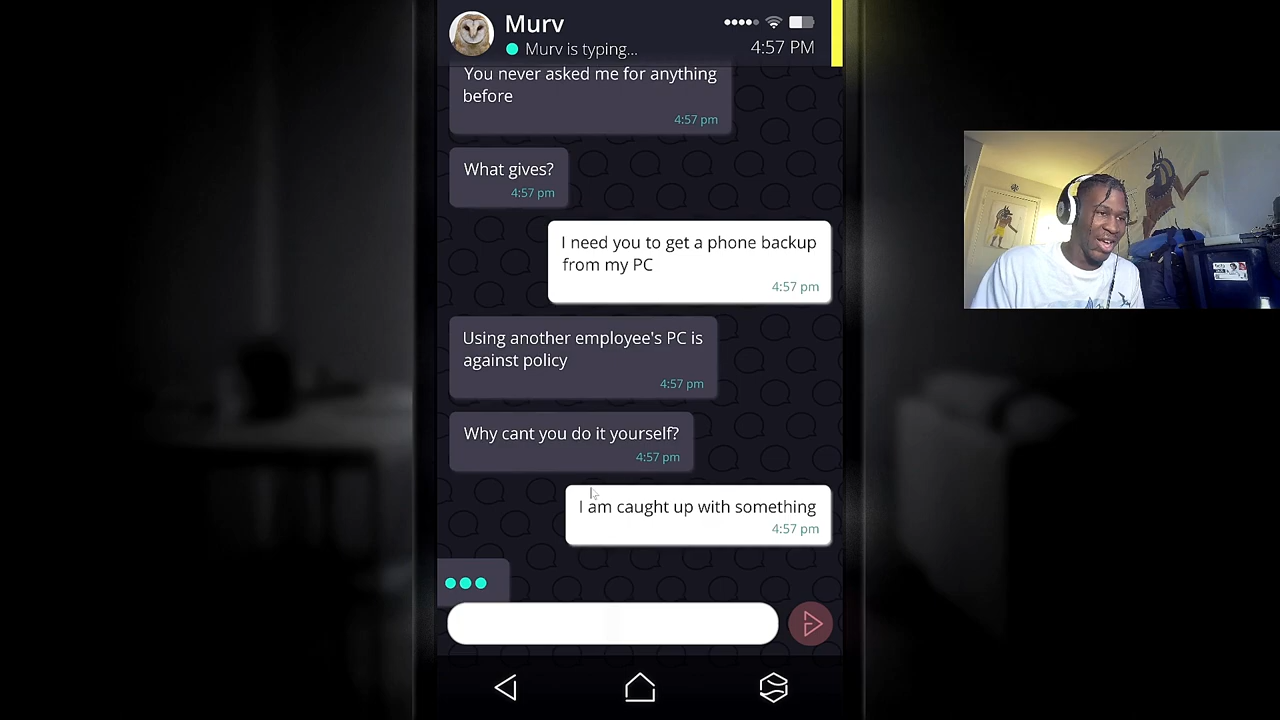 Murv
Murv is typing...
4:57 PM
You never asked me for anything
before
4:57 pm
What gives?
4:57 pm
I need you to get a phone backup
from my PC
4:57 pm
Using another employee's PC is
against policy
4:57 pm
Why cant you do it yourself?
4:57 pm
I am caught up with something
4:57 pm